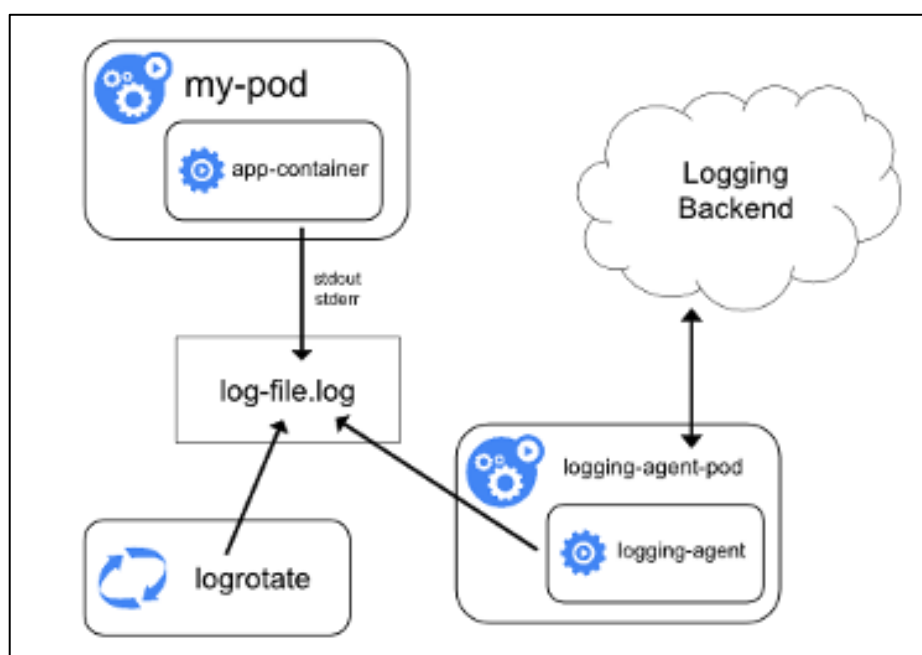 my-pod
app-container
stdout
stderr
Logging
Backend
log-file.log
logging-agent-pod
logging-agent
logrotate